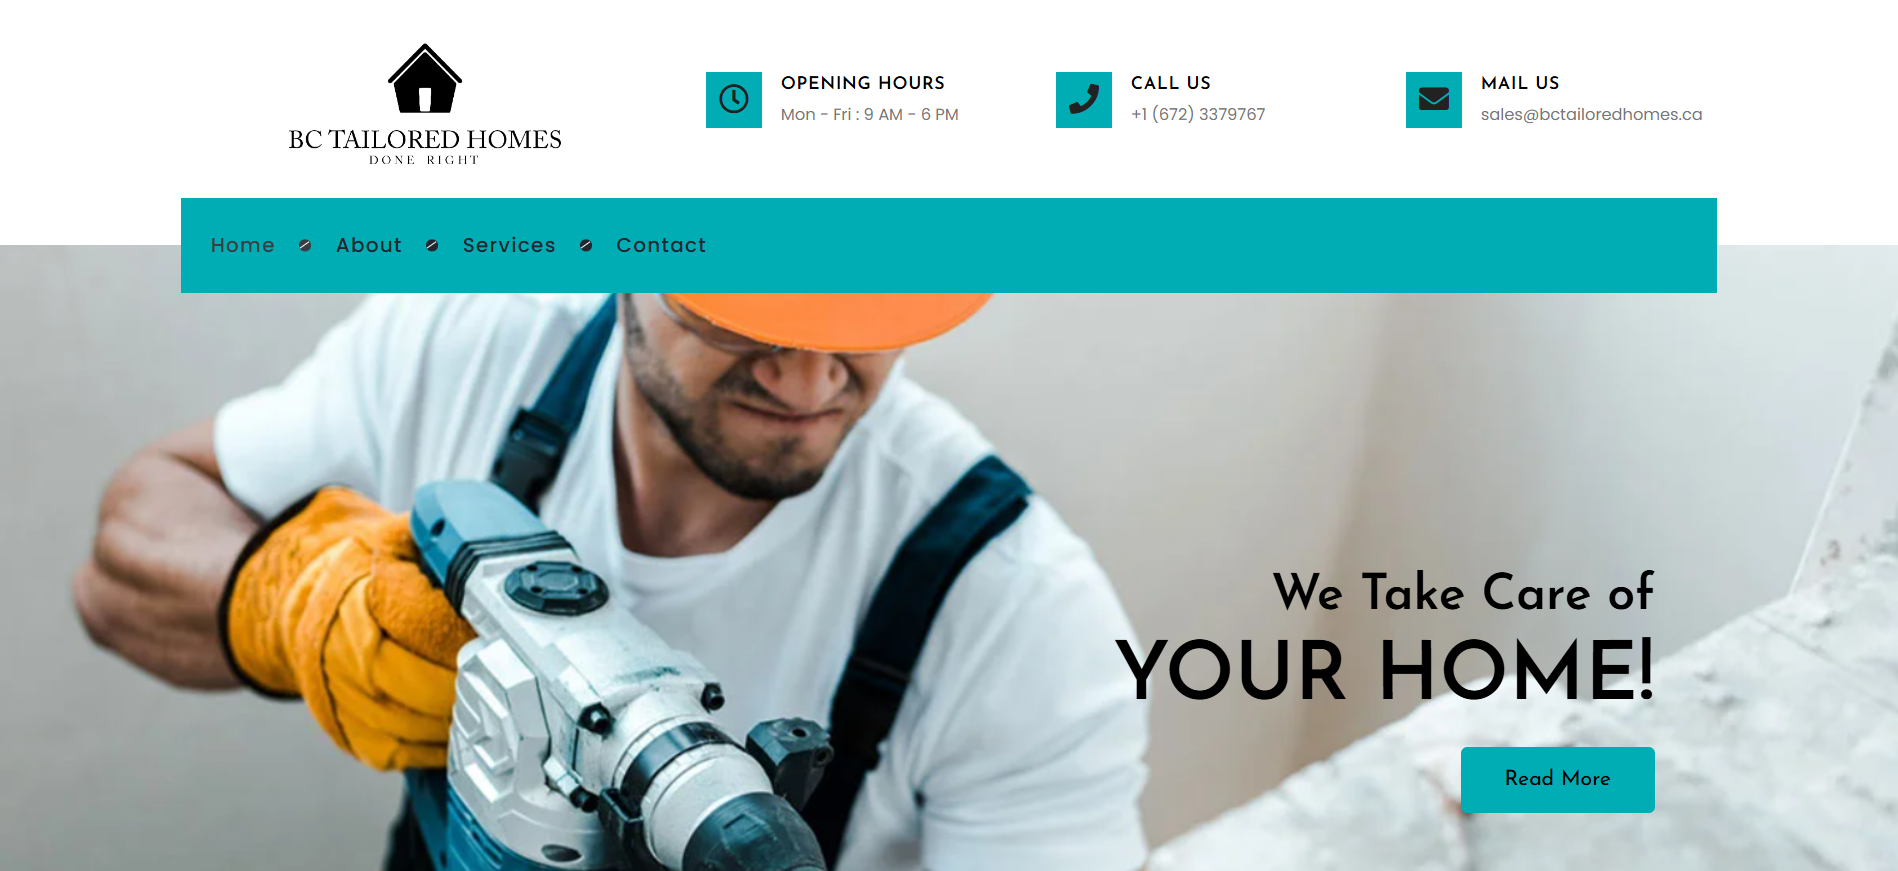 BC TAILORED HOMES
DONE RIGHT
OPENING HOURS
Mon - Fri : 9 AM - 6 PM
CALL US
+1 (672) 3379767
MAIL US
sales@bctailoredhomes.ca
Home About Services Contact
We Take Care of
YOUR HOME!
Read More